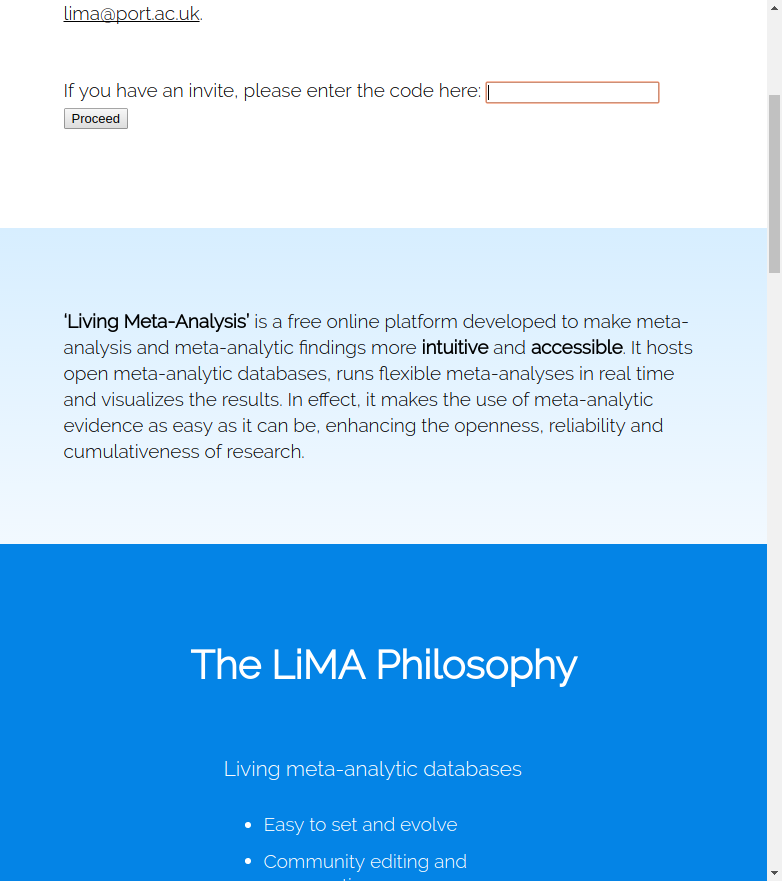 lima@port.ac.uk.
If you have an invite, please enter the code here:
Proceed
‘Living Meta-Analysis’ is a free online platform developed to make meta-
analysis and meta-analytic findings more intuitive and accessible. It hosts
open meta-analytic databases, runs flexible meta-analyses in real time
and visualizes the results. In effect, it makes the use of meta-analytic
evidence as easy as it can be, enhancing the openness, reliability and
cumulativeness of research.
The LiMA Philosophy
Living meta-analytic databases
• Easy to set and evolve
• Community editing and